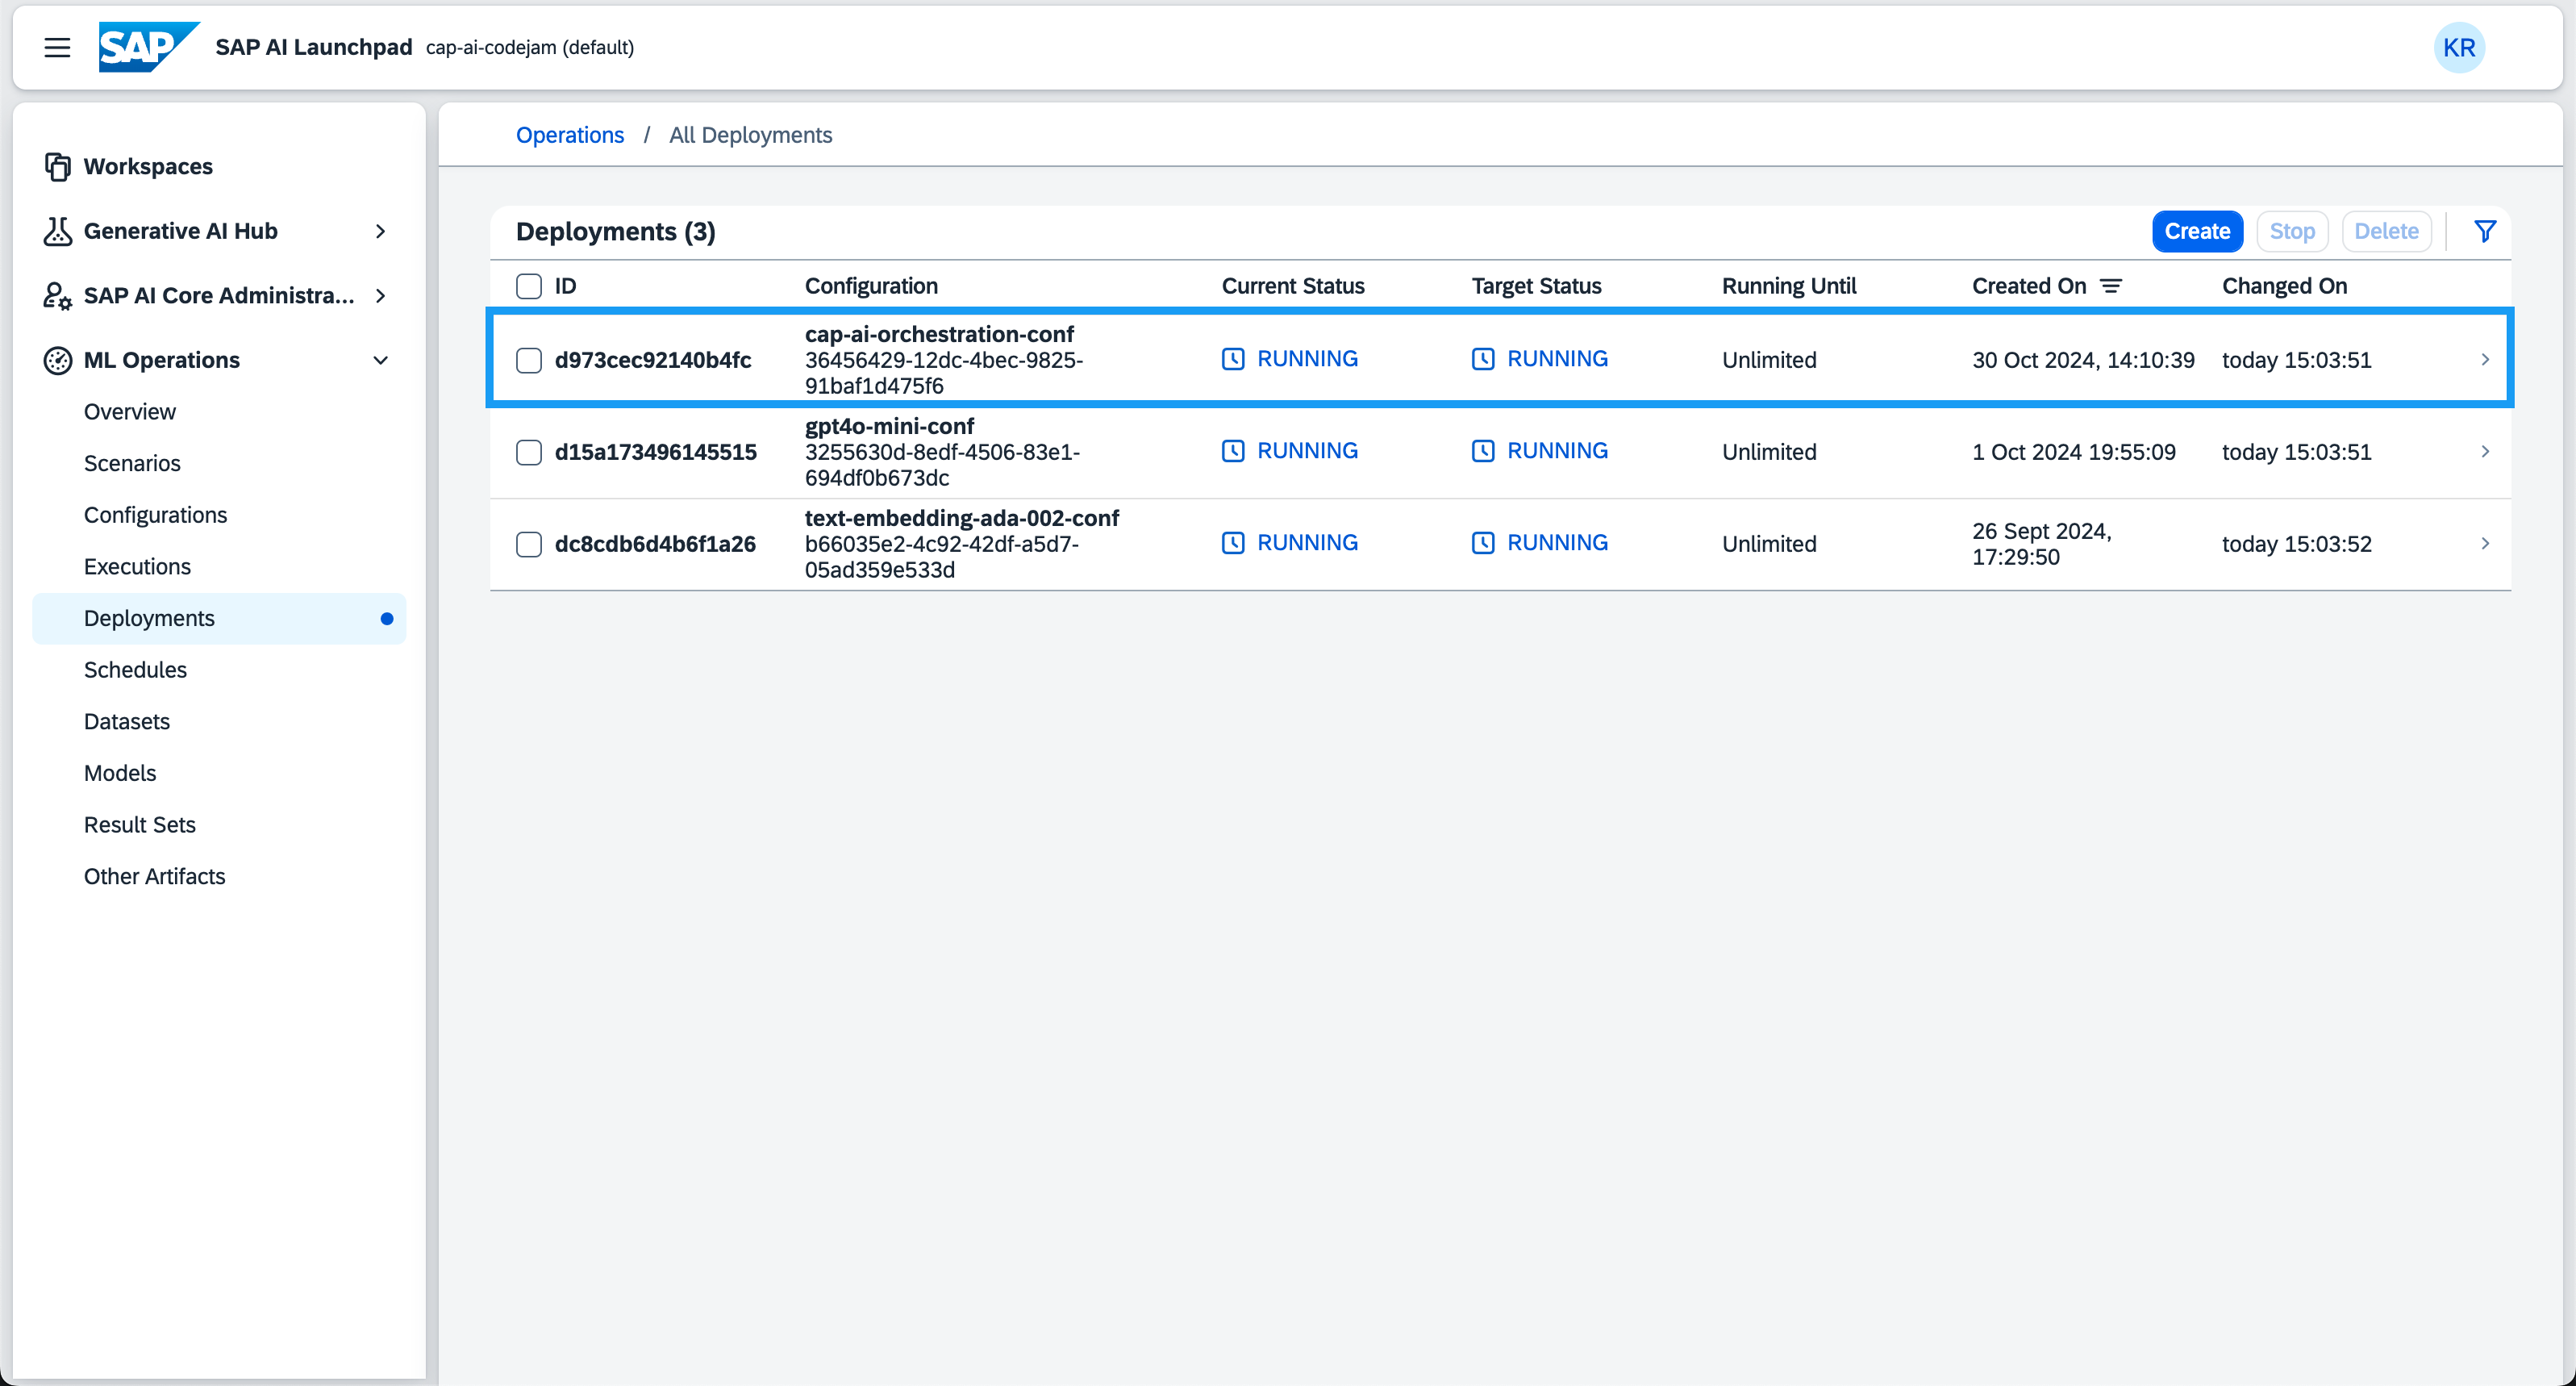 SAP
SAP AI Launchpad cap-ai-codejam (default)
KR
Workspaces
Generative AI Hub
SAP AI Core Administra...
ML Operations
Overview
Scenarios
Configurations
Executions
Deployments
Schedules
Datasets
Models
Result Sets
Other Artifacts
Operations / All Deployments
Deployments (3)
Create Stop Delete
ID Configuration Current Status Target Status Running Until Created On Changed On
cap-ai-orchestration-conf
d973cec92140b4fc 36456429-12dc-4bec-9825- RUNNING RUNNING Unlimited 30 Oct 2024, 14:10:39 today 15:03:51
91baf1d475f6
gpt4o-mini-conf
d15a173496145515 3255630d-8edf-4506-83e1- RUNNING RUNNING Unlimited 1 Oct 2024 19:55:09 today 15:03:51
694df0b673dc
text-embedding-ada-002-conf
dc8cdb6d4b6f1a26 b66035e2-4c92-42df-a5d7- RUNNING RUNNING Unlimited 26 Sept 2024, today 15:03:52
05ad359e533d 17:29:50